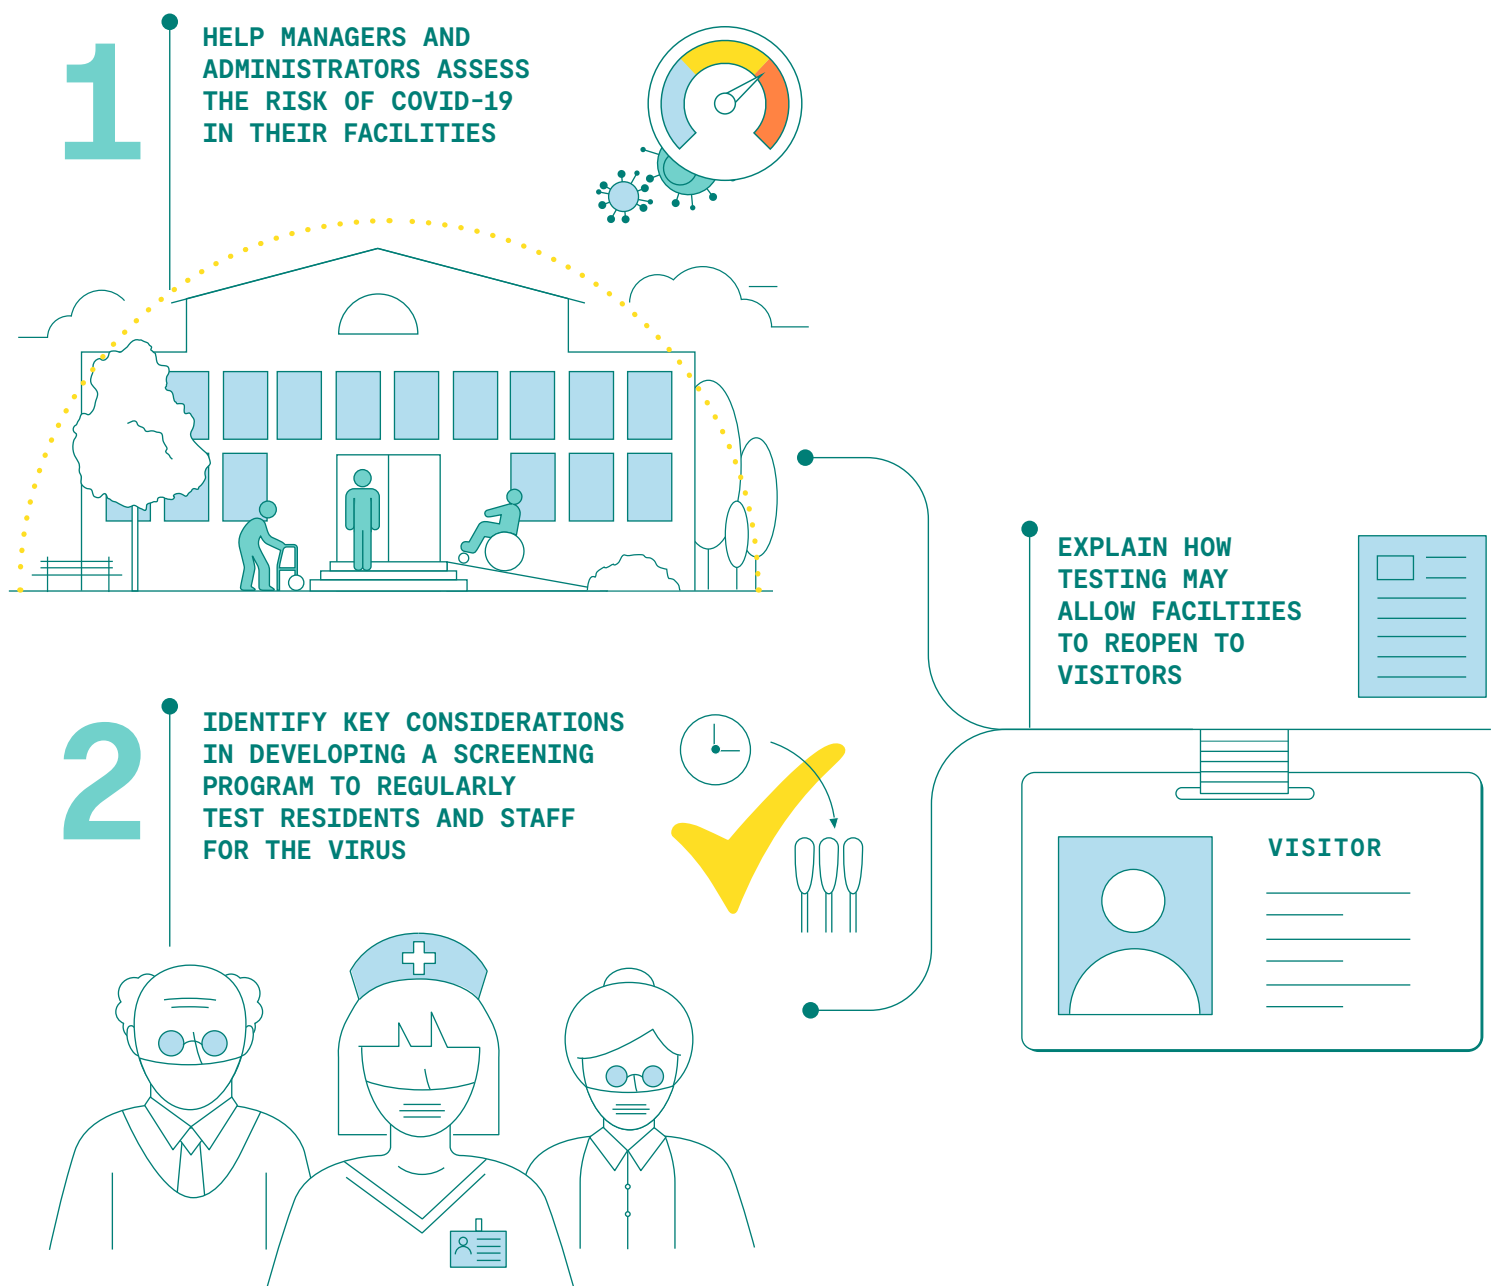 1
HELP MANAGERS AND
ADMINISTRATORS ASSESS
THE RISK OF COVID-19
IN THEIR FACILITIES
2
IDENTIFY KEY CONSIDERATIONS
IN DEVELOPING A SCREENING
PROGRAM TO REGULARLY
TEST RESIDENTS AND STAFF
FOR THE VIRUS
EXPLAIN HOW
TESTING MAY
ALLOW FACILTIIES
TO REOPEN TO
VISITORS
VISITOR